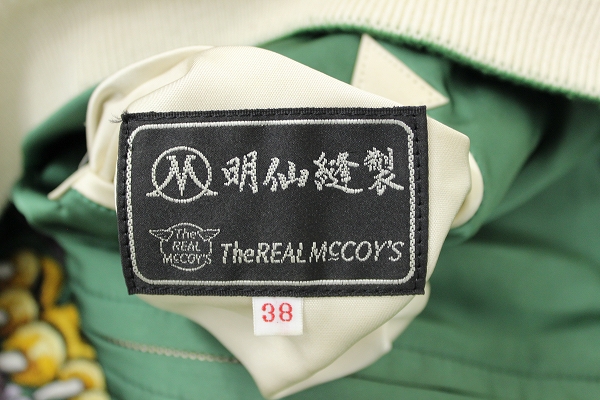 M 明仙縫製
The REAL McCOY'S
The REAL McCOY'S
38